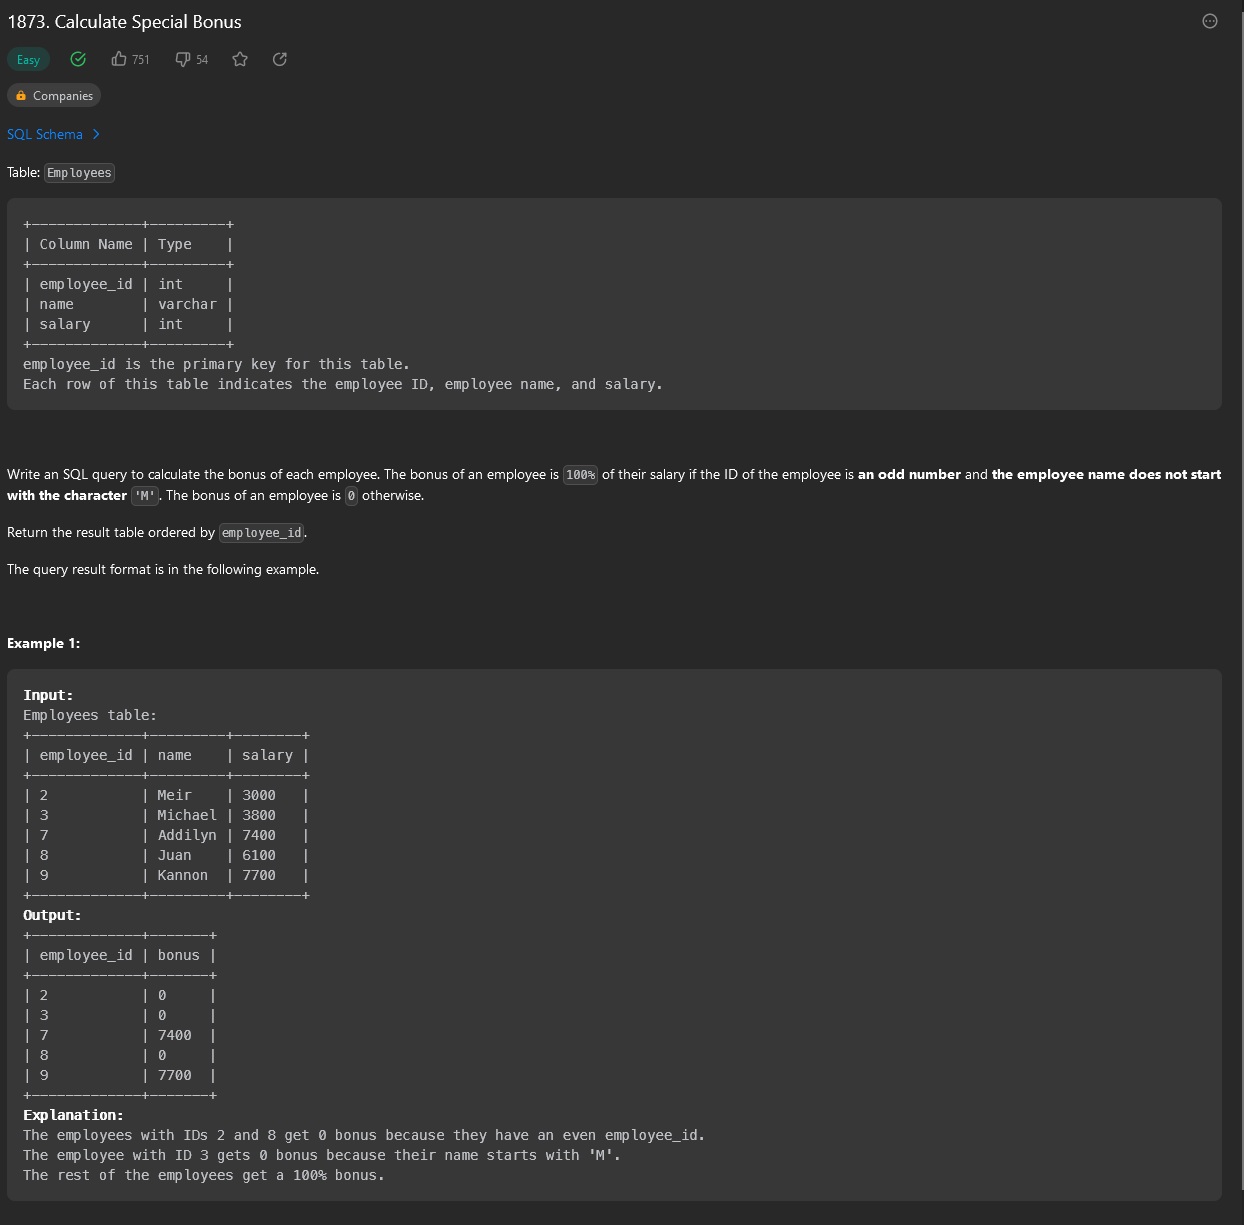 1873. Calculate Special Bonus
Easy 751 54
Companies
SQL Schema
Table: Employees
+-------------+---------+
| Column Name | Type    |
+-------------+---------+
| employee_id | int     |
| name        | varchar |
| salary      | int     |
+-------------+---------+
employee_id is the primary key for this table.
Each row of this table indicates the employee ID, employee name, and salary.
Write an SQL query to calculate the bonus of each employee. The bonus of an employee is 100% of their salary if the ID of the employee is an odd number and the employee name does not start
with the character 'M'. The bonus of an employee is 0 otherwise.
Return the result table ordered by employee_id.
The query result format is in the following example.
Example 1:
Input:
Employees table:
+-------------+---------+--------+
| employee_id | name    | salary |
+-------------+---------+--------+
| 2           | Meir    | 3000   |
| 3           | Michael | 3800   |
| 7           | Addilyn | 7400   |
| 8           | Juan    | 6100   |
| 9           | Kannon  | 7700   |
+-------------+---------+--------+
Output:
+-------------+-------+
| employee_id | bonus |
+-------------+-------+
| 2           | 0     |
| 3           | 0     |
| 7           | 7400  |
| 8           | 0     |
| 9           | 7700  |
+-------------+-------+
Explanation:
The employees with IDs 2 and 8 get 0 bonus because they have an even employee_id.
The employee with ID 3 gets 0 bonus because their name starts with 'M'.
The rest of the employees get a 100% bonus.